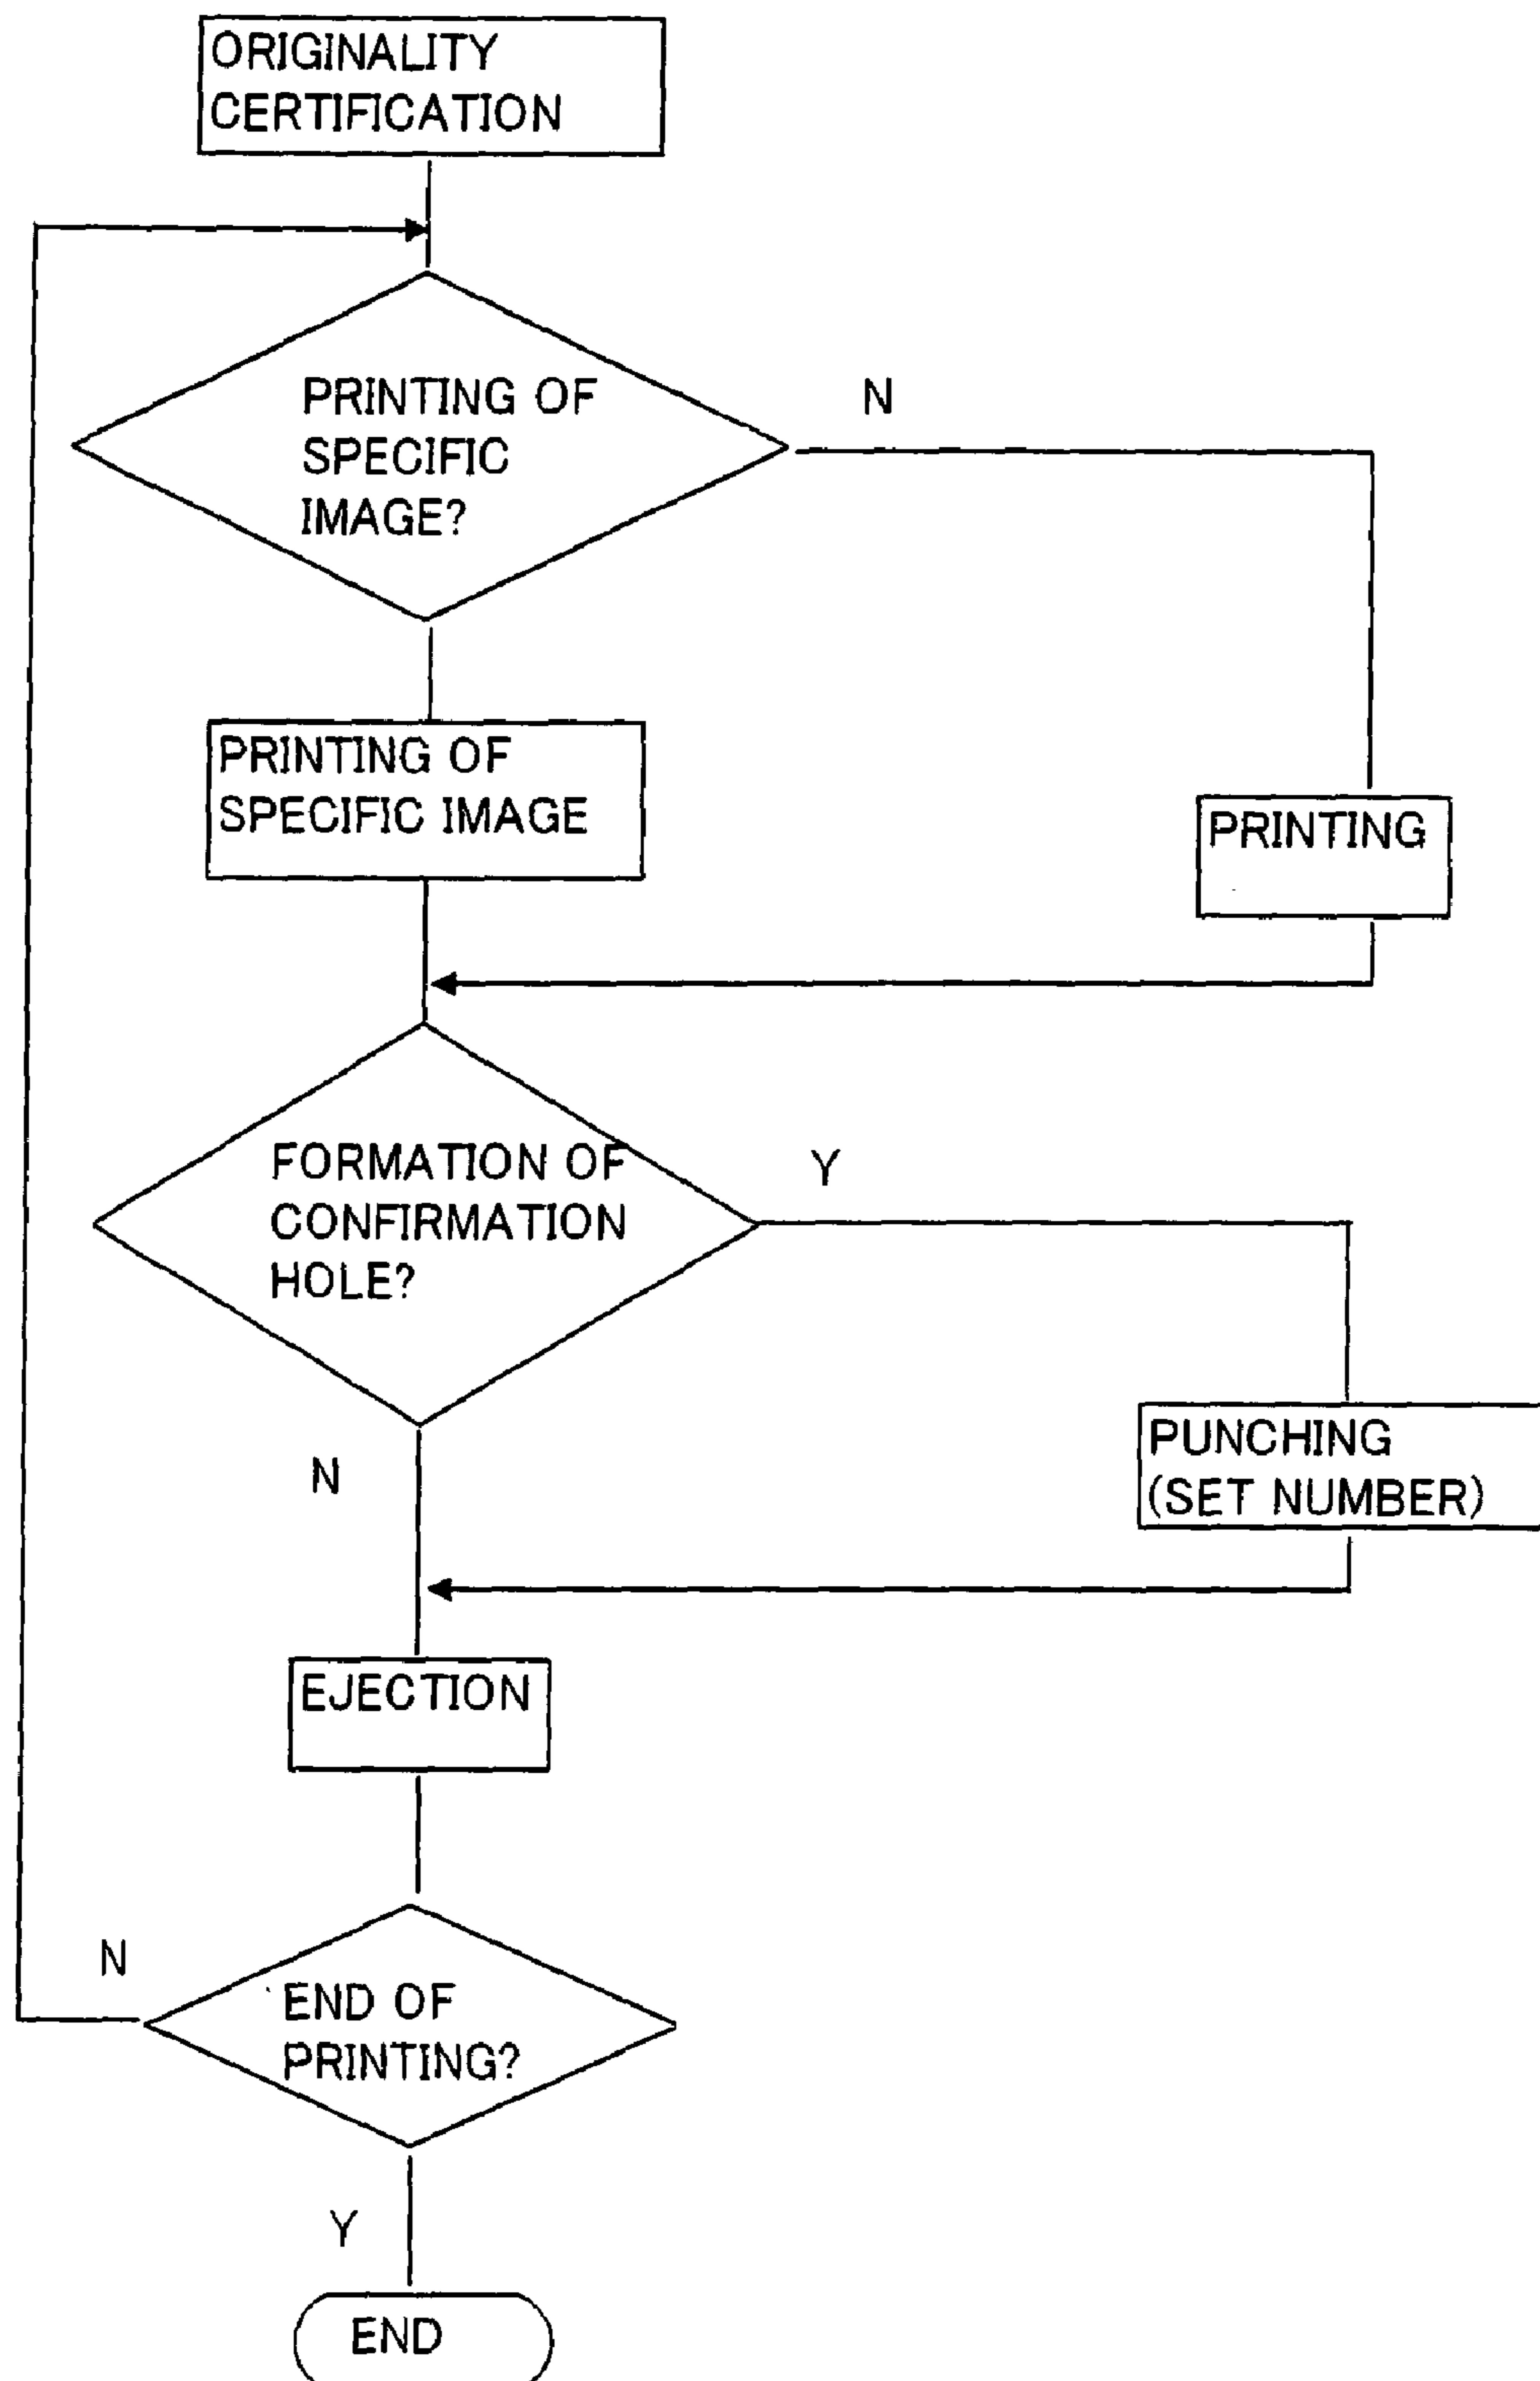 ORIGINALITY
CERTIFICATION
PRINTING OF
SPECIFIC
IMAGE?
N
PRINTING OF
SPECIFIC IMAGE
PRINTING
FORMATION OF
CONFIRMATION
HOLE?
Y
N
PUNCHING
(SET NUMBER)
EJECTION
N
END OF
PRINTING?
Y
END